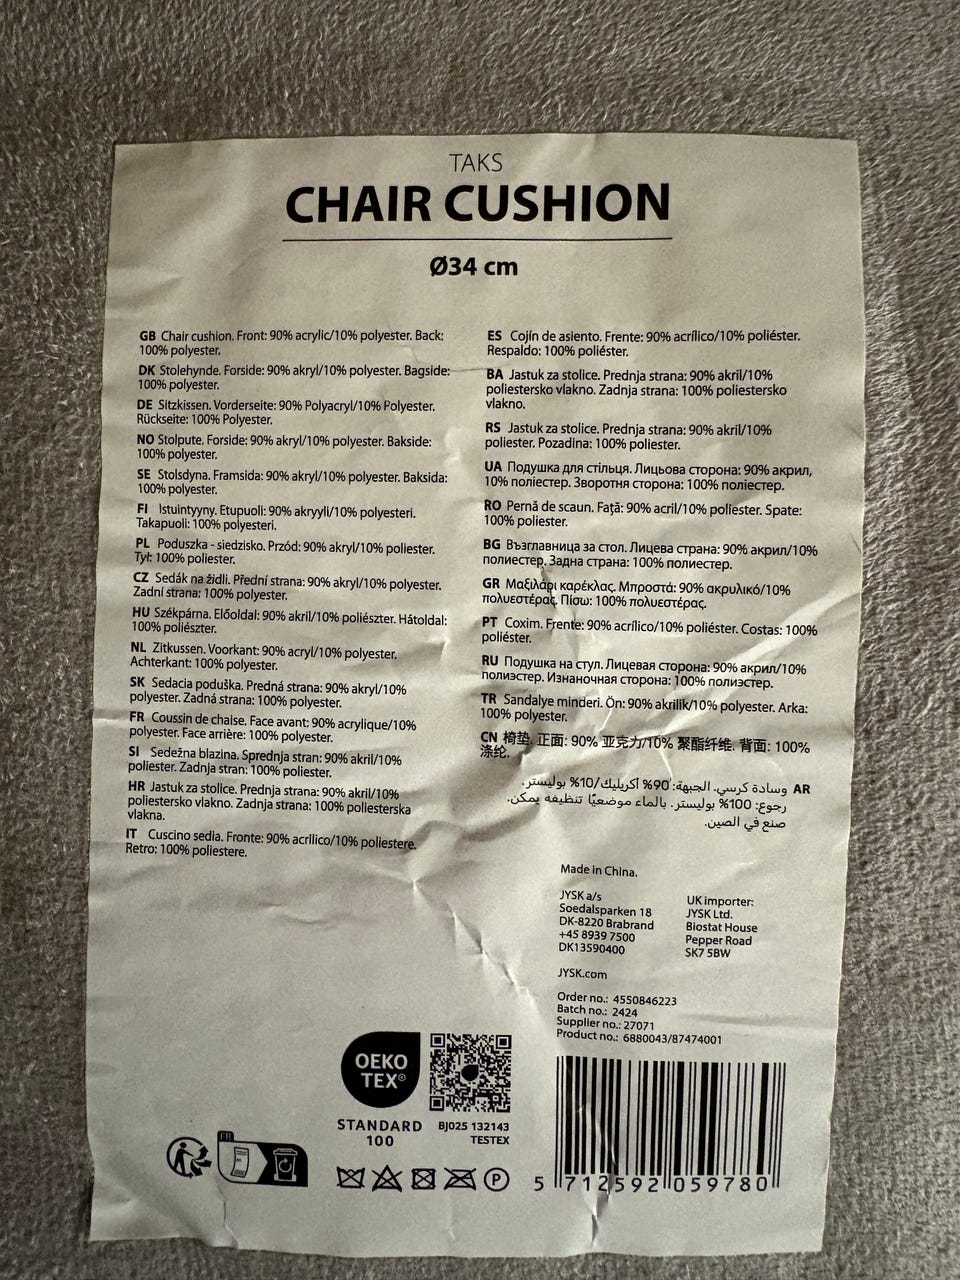 TAKS
CHAIR CUSHION
Ø34 cm
GB Chair cushion. Front: 90% acrylic/10% polyester. Back:
100% polyester.
DK Stolehynde. Forside: 90% akryl/10% polyester. Bagside:
100% polyester.
DE Sitzkissen. Vorderseite: 90% Polyacryl/10% Polyester.
Rückseite: 100% Polyester.
NO Stolpute. Forside: 90% akryl/10% polyester. Bakside:
100% polyester.
SE Stolsdyna. Framsida: 90% akryl/10% polyester. Baksida:
100% polyester.
FI Istuintyyny. Etupuoli: 90% akryyli/10% polyesteri.
Takapuoli: 100% polyesteri.
PL Poduszka - siedzisko. Przód: 90% akryl/10% poliester.
Tył: 100% poliester.
CZ Sedák na židli. Přední strana: 90% akryl/10% polyester.
Zadní strana: 100% polyester.
HU Székpárna. Előoldal: 90% akril/10% poliészter. Hátoldal:
100% poliészter.
NL Zitkussen. Voorkant: 90% acryl/10% polyester.
Achterkant: 100% polyester.
SK Sedacia poduška. Predná strana: 90% akryl/10%
polyester. Zadná strana: 100% polyester.
FR Coussin de chaise. Face avant: 90% acrylique/10%
polyester. Face arrière: 100% polyester.
SI Sedežna blazina. Sprednja stran: 90% akril/10%
poliester. Zadnja stran: 100% poliester.
HR Jastuk za stolice. Prednja strana: 90% akril/10%
poliestersko vlakno. Zadnja strana: 100% poliesterska
vlakna.
IT Cuscino sedia. Fronte: 90% acrilico/10% poliestere.
Retro: 100% poliestere.
ES Cojín de asiento. Frente: 90% acrílico/10% poliéster.
Respaldo: 100% poliéster.
BA Jastuk za stolice. Prednja strana: 90% akril/10%
poliestersko vlakno. Zadnja strana: 100% poliestersko
vlakno.
RS Jastuk za stolice. Prednja strana: 90% akril/10%
poliester. Pozadina: 100% poliester.
UA Подушка для стільця. Лицьова сторона: 90% акрил,
10% поліестер. Зворотня сторона: 100% поліестер.
RO Pernă de scaun. Față: 90% acril/10% poliester. Spate:
100% poliester.
BG Възглавница за стол. Лицева страна: 90% акрил/10%
полиестер. Задна страна: 100% полиестер.
GR Μαξιλάρι καρέκλας. Μπροστά: 90% ακρυλικό/10%
πολυεστέρας. Πίσω: 100% πολυεστέρας.
PT Coxim. Frente: 90% acrílico/10% poliéster. Costas: 100%
poliéster.
RU Подушка на стул. Лицевая сторона: 90% акрил/10%
полиэстер. Изнаночная сторона: 100% полиэстер.
TR Sandalye minderi. Ön: 90% akrilik/10% polyester. Arka:
100% polyester.
CN 椅垫. 正面: 90% 亚克力/10% 聚酯纤维. 背面: 100%
涤纶.
AR وسادة كرسي. الجبهة: 90% أكريليك/10% بوليستر.
رجوع: 100% بوليستر. بالماء موضعيًا تنظيفه يمكن.
صنع في الصين.
Made in China.
JYSK a/s
Soedalsparken 18
DK-8220 Brabrand
+45 8939 7500
DK13590400
UK importer:
JYSK Ltd.
Biostat House
Pepper Road
SK7 5BW
JYSK.com
Order no.: 4550846223
Batch no.: 2424
Supplier no.: 27071
Product no.: 6880043/87474001
OEKO
TEX®
STANDARD
100
BJ025 132143
TESTEX
FR
P
5 712592 059780